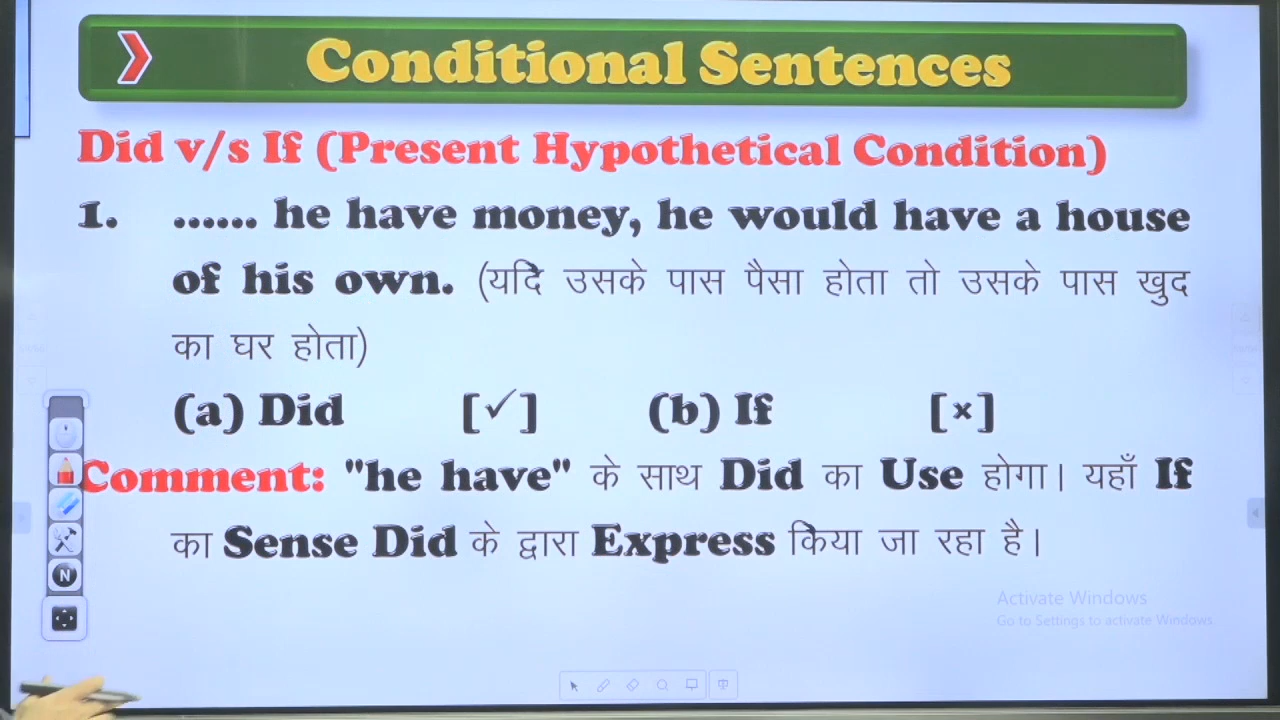 Conditional Sentences
Did v/s If (Present Hypothetical Condition)
1. ...... he have money, he would have a house
of his own. (यदि उसके पास पैसा होता तो उसके पास खुद
का घर होता)
(a) Did [✓] (b) If [×]
Comment: "he have" के साथ Did का Use होगा। यहाँ If
का Sense Did के द्वारा Express किया जा रहा है।
N
Activate Windows
Go to Settings to activate Windows.